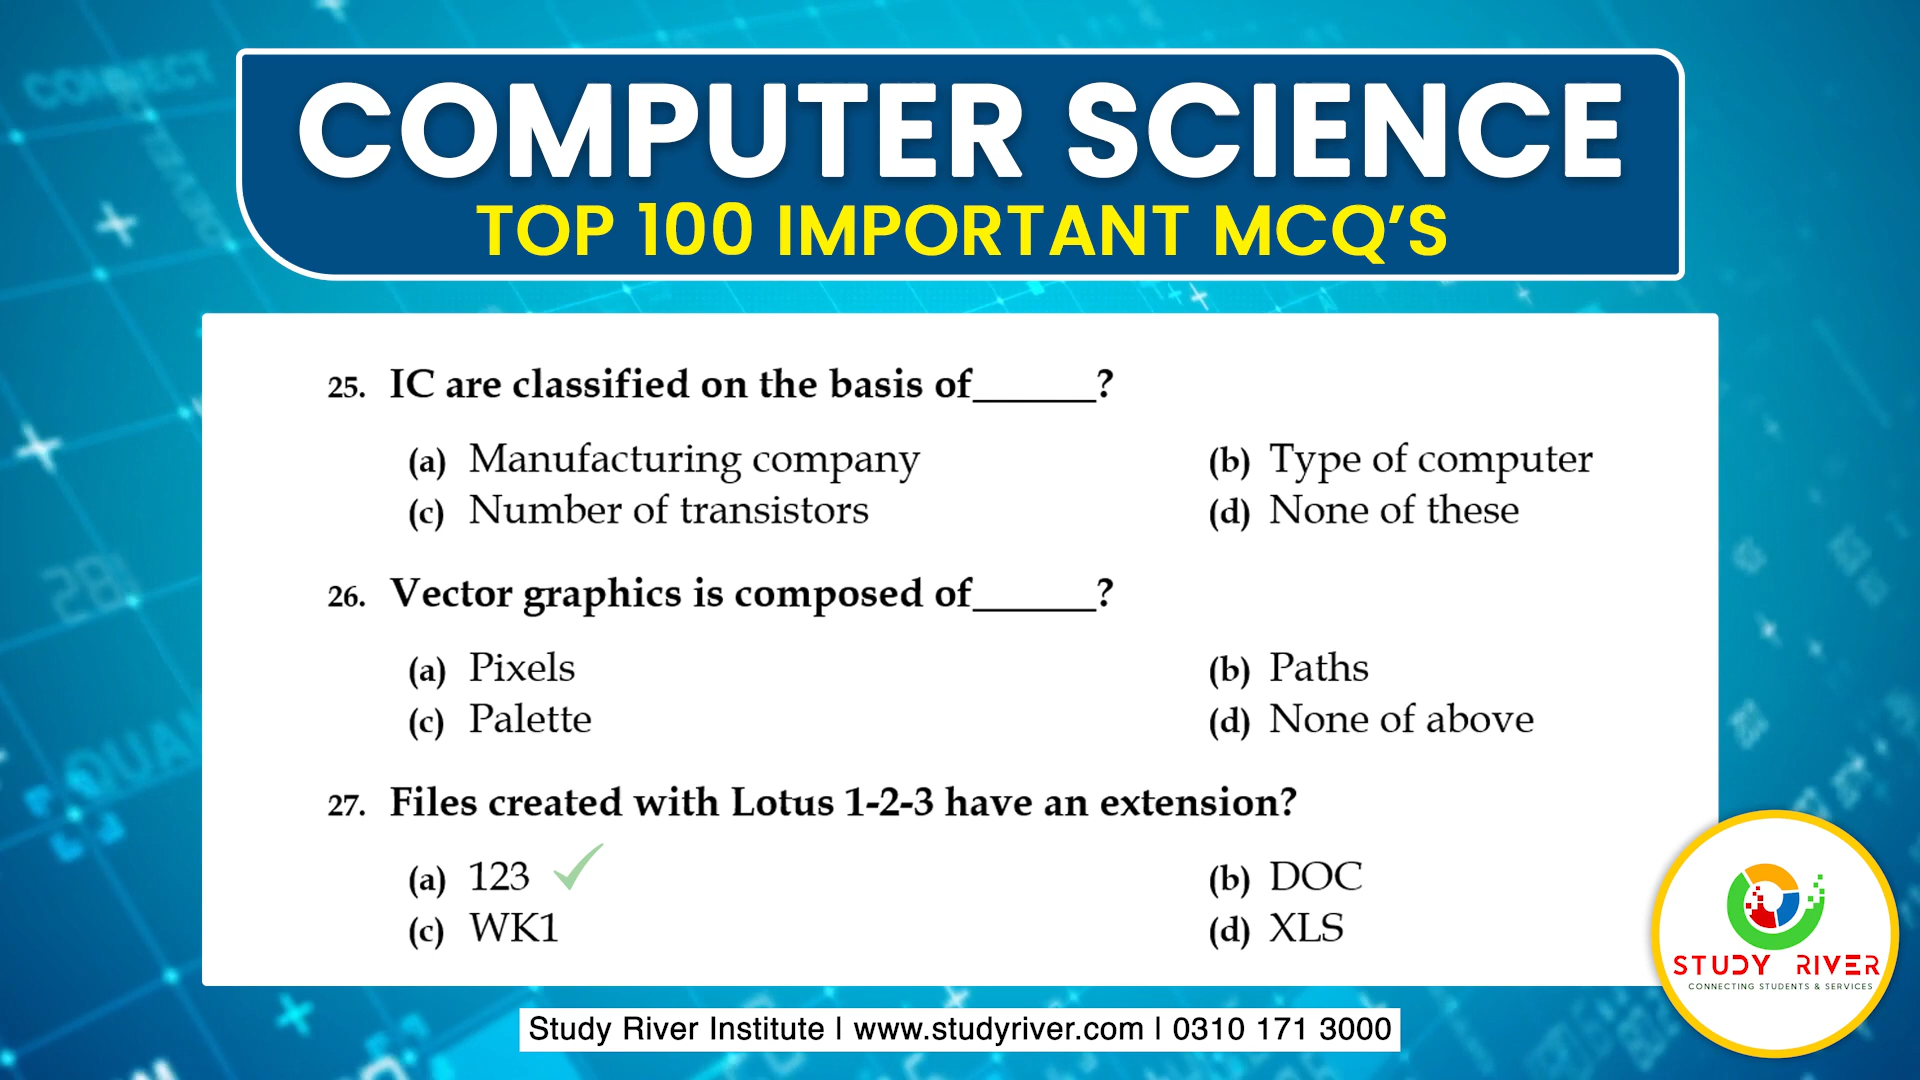 CONNECT
COMPUTER SCIENCE
TOP 100 IMPORTANT MCQ’S
25. IC are classified on the basis of______?
(a) Manufacturing company (b) Type of computer
(c) Number of transistors (d) None of these
26. Vector graphics is composed of______?
(a) Pixels (b) Paths
(c) Palette (d) None of above
27. Files created with Lotus 1-2-3 have an extension?
(a) 123 (b) DOC
(c) WK1 (d) XLS
STUDY RIVER
CONNECTING STUDENTS & SERVICES
Study River Institute | www.studyriver.com | 0310 171 3000